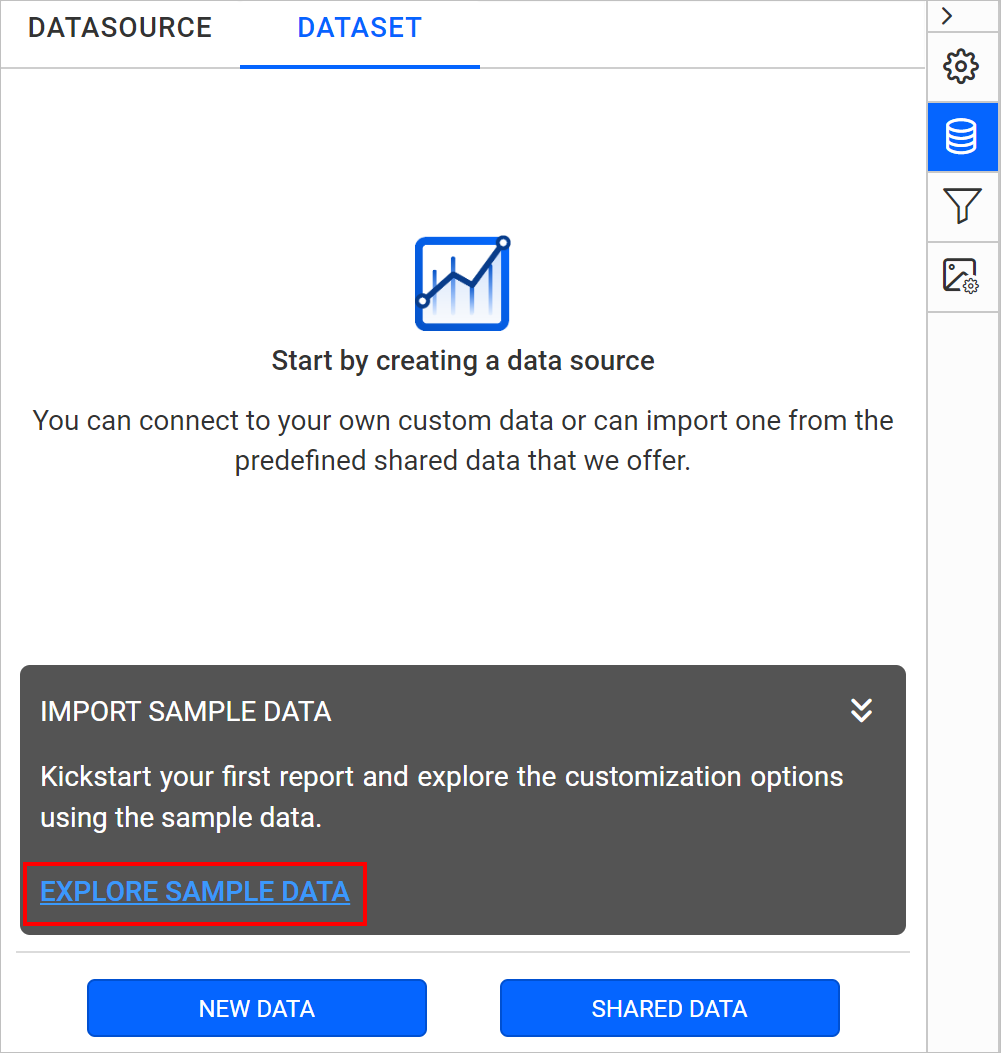 DATASOURCE DATASET
Start by creating a data source
You can connect to your own custom data or can import one from the
predefined shared data that we offer.
IMPORT SAMPLE DATA
Kickstart your first report and explore the customization options
using the sample data.
EXPLORE SAMPLE DATA
NEW DATA SHARED DATA